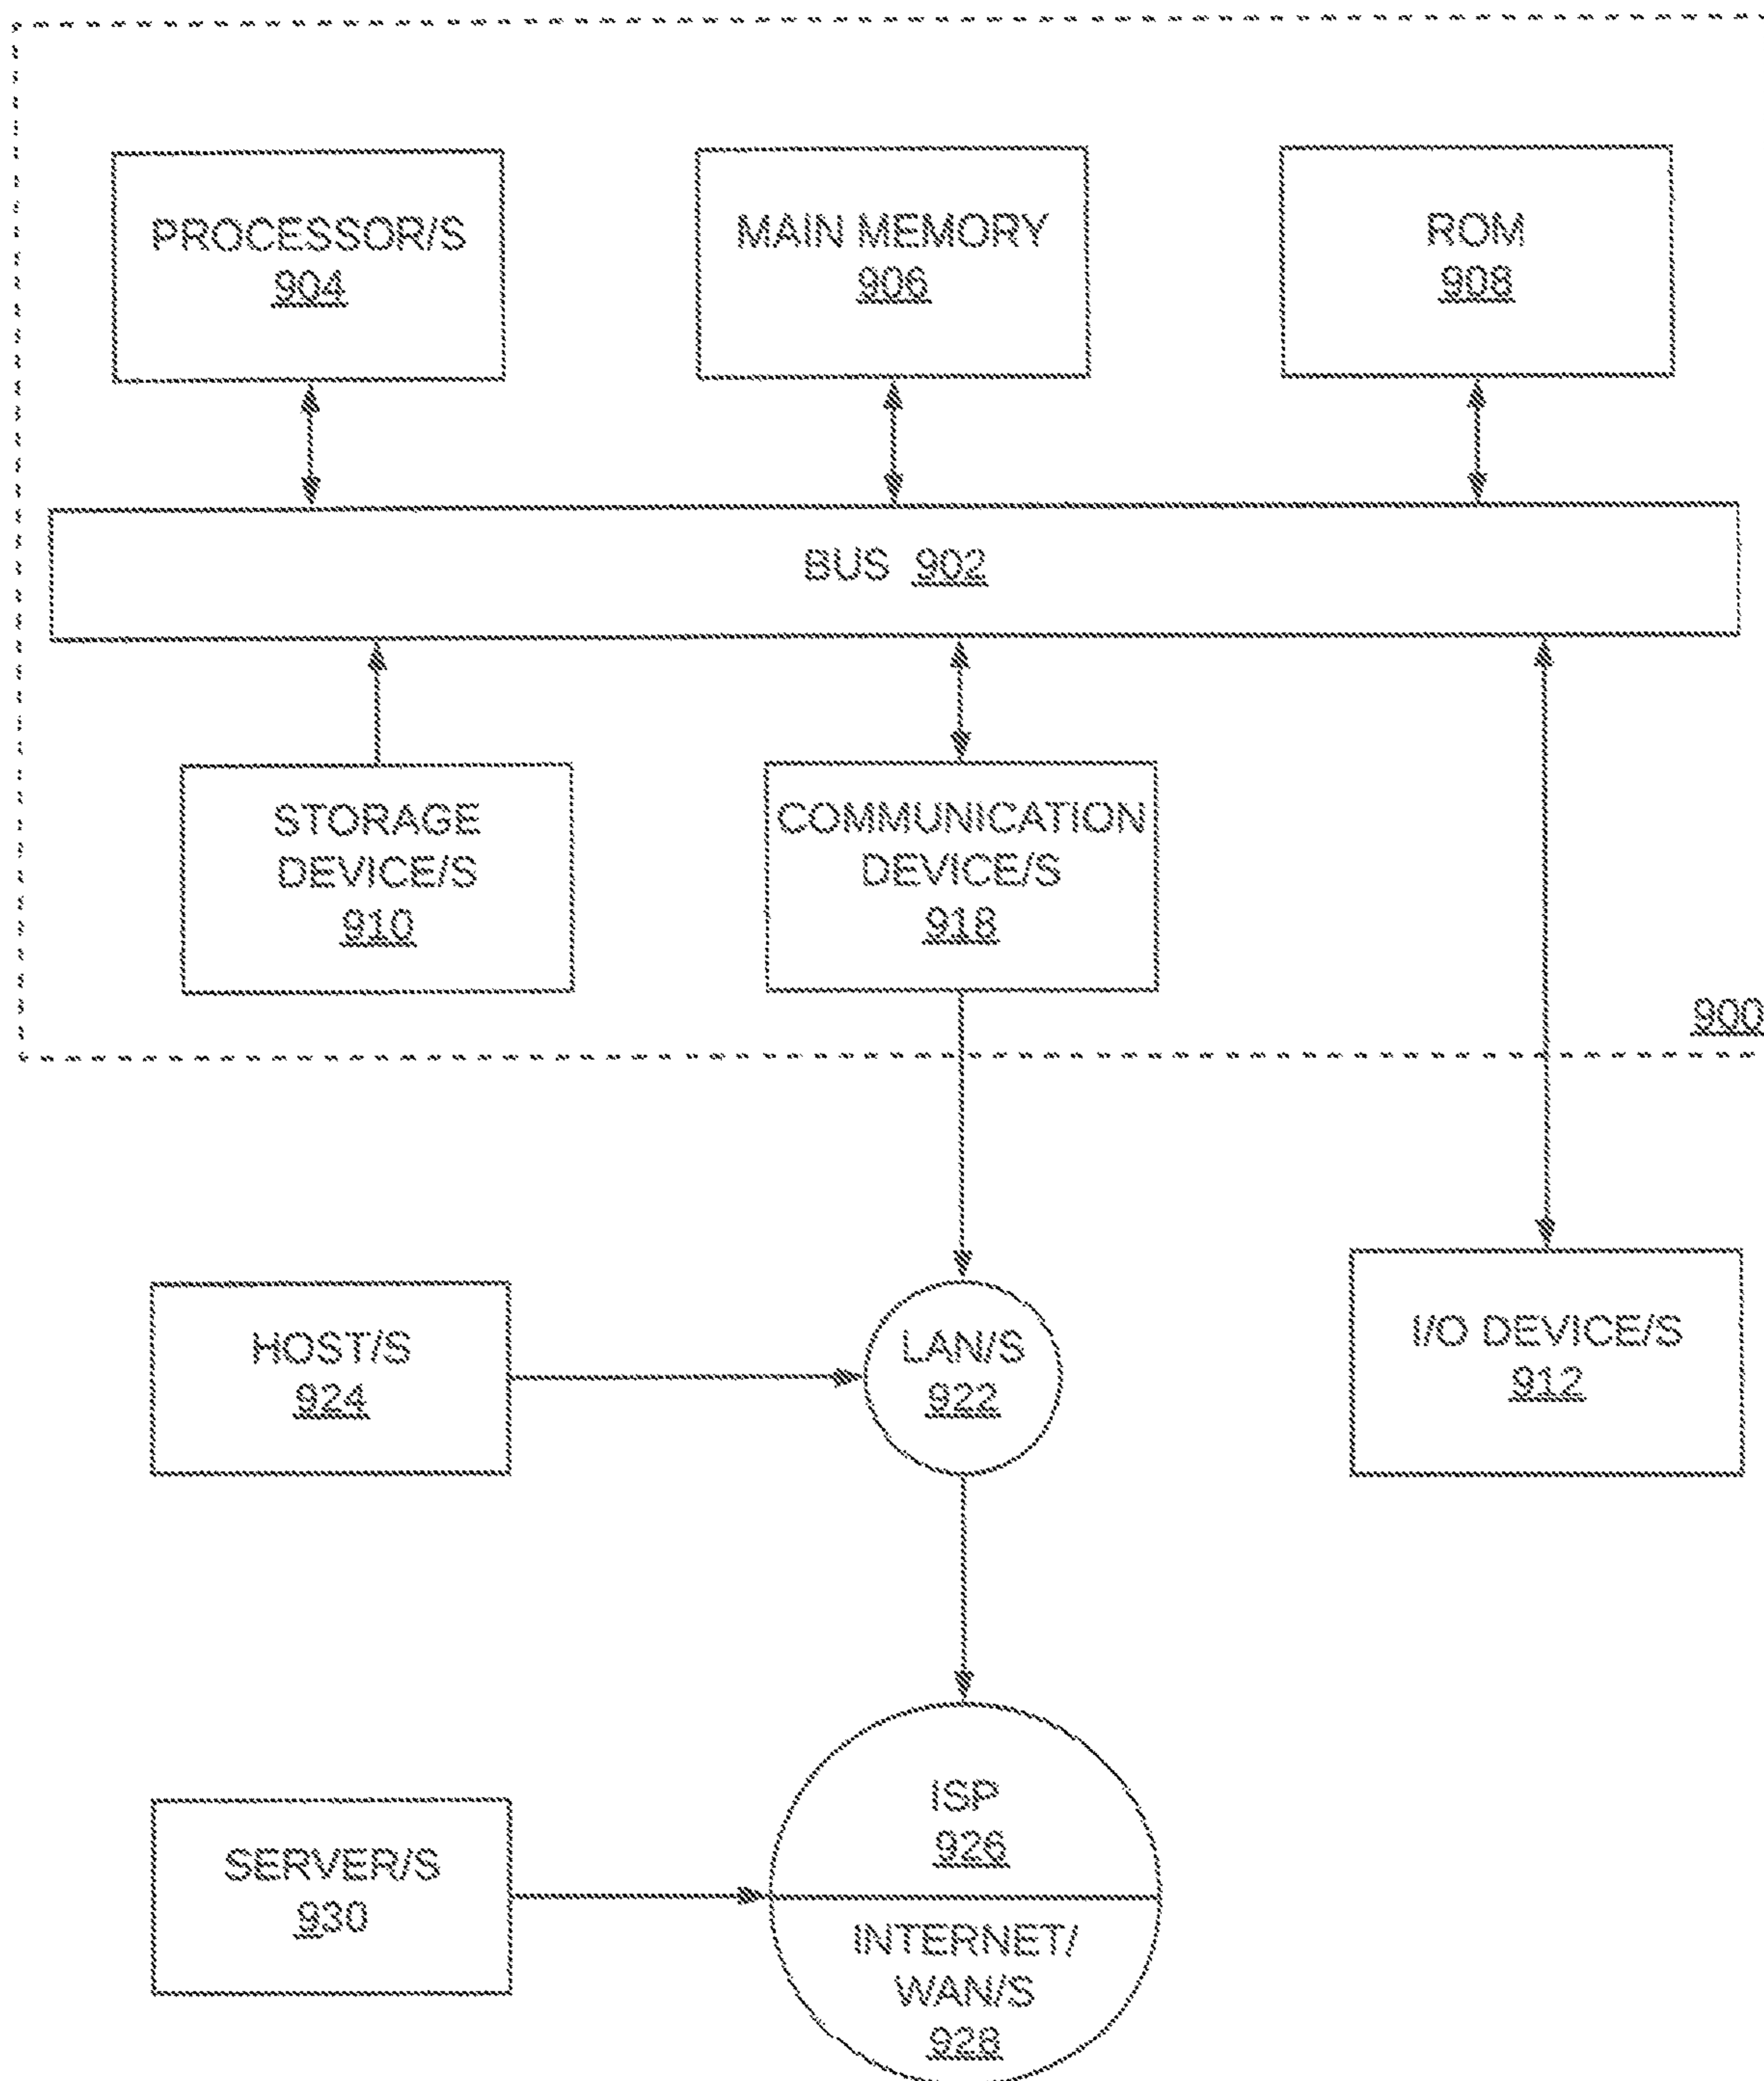 PROCESSOR/S
904
MAIN MEMORY
906
ROM
908
BUS 902
STORAGE
DEVICE/S
910
COMMUNICATION
DEVICE/S
918
900
HOST/S
924
LAN/S
922
I/O DEVICE/S
912
ISP
926
SERVER/S
930
INTERNET/
WAN/S
928